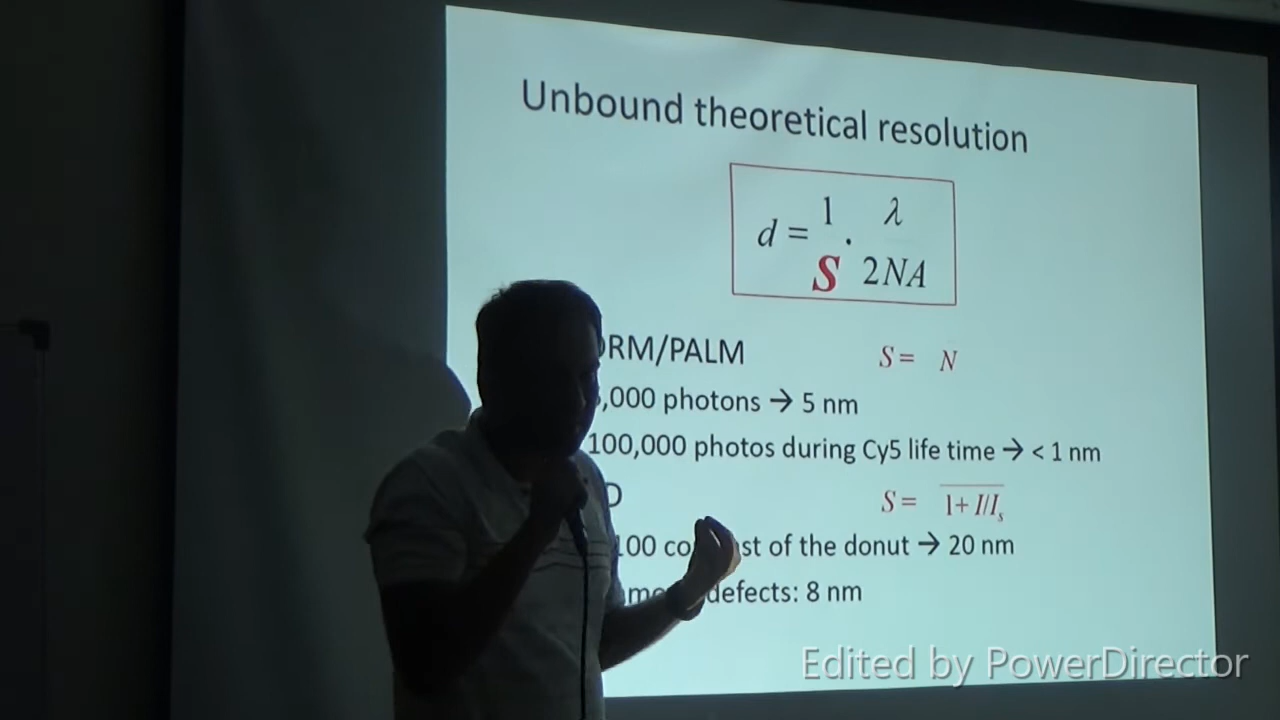 Unbound theoretical resolution
d = 1 . λ
S 2NA
ORM/PALM S = N
,000 photons → 5 nm
100,000 photos during Cy5 life time → < 1 nm
D S = 1+ I/Is
100 co st of the donut → 20 nm
defects: 8 nm
Edited by PowerDirector